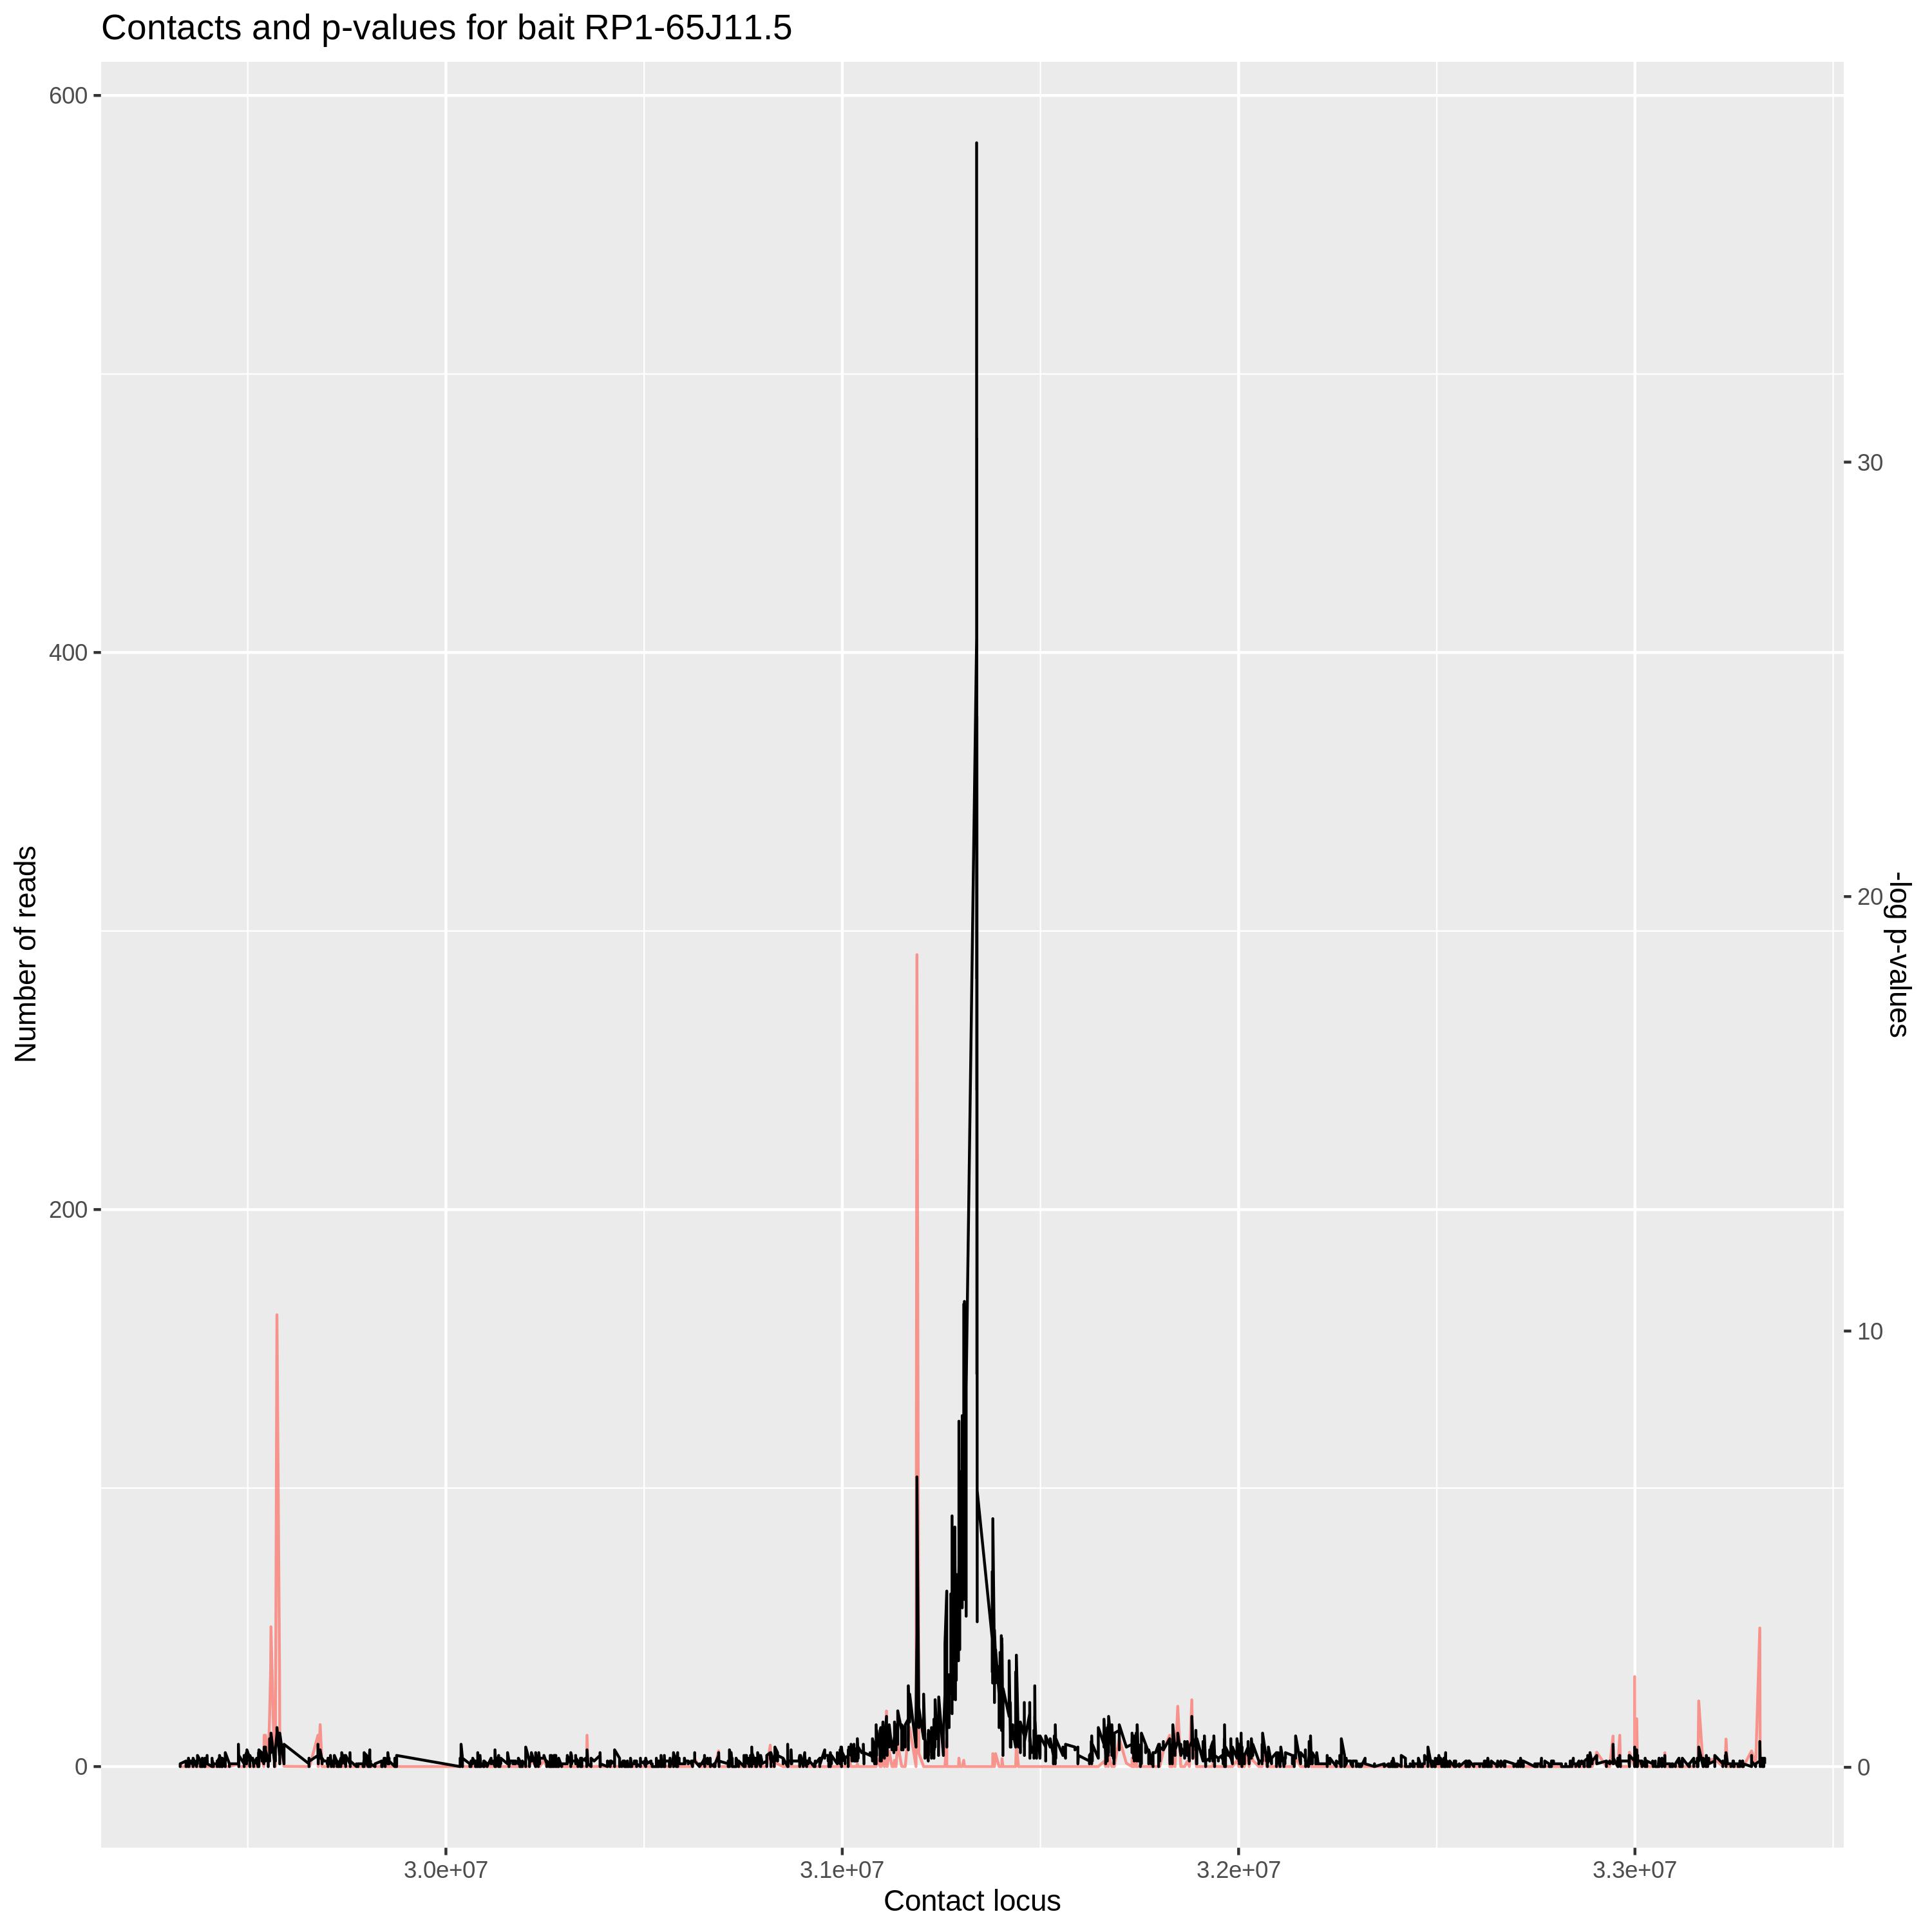 Contacts and p-values for bait RP1-65J11.5
600
400
200
0
Number of reads
30
20
10
0
-log p-values
3.0e+07
3.1e+07
3.2e+07
3.3e+07
Contact locus